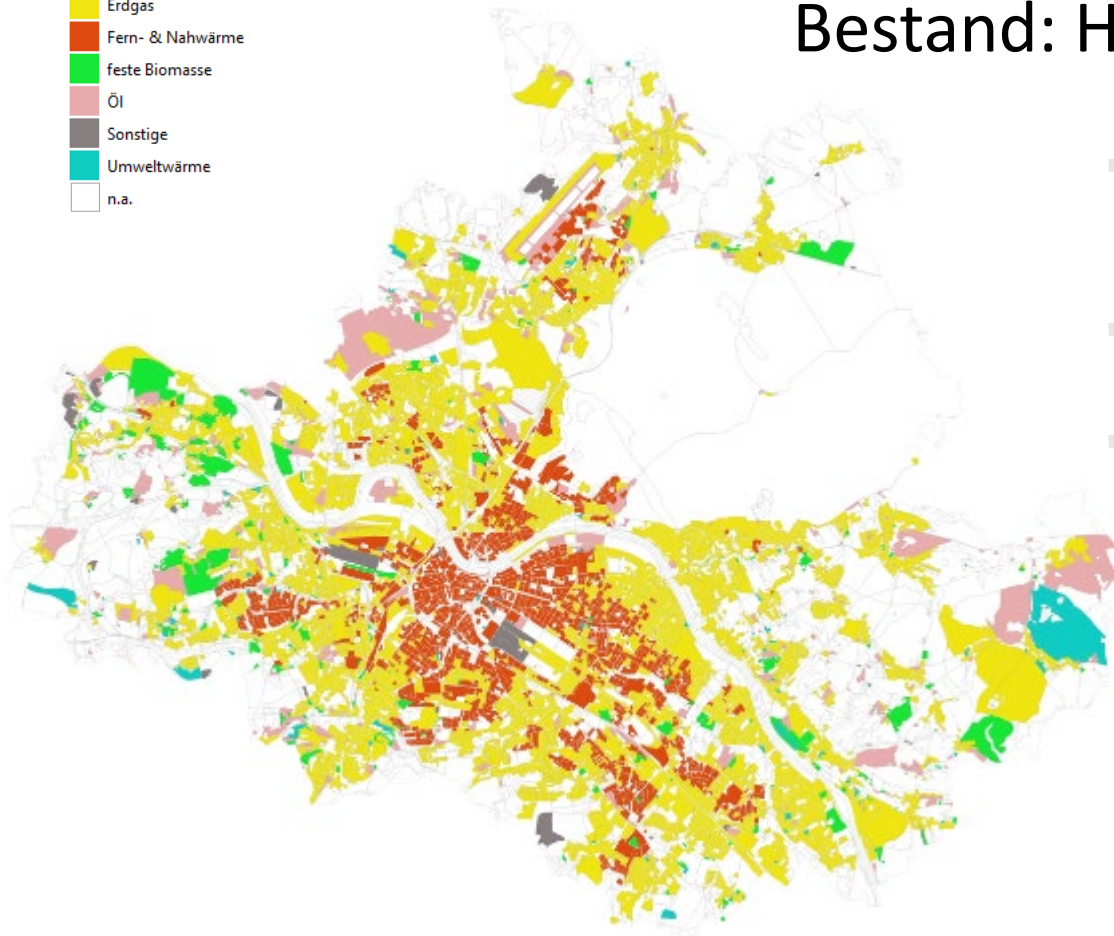 Erdgas
Bestand: H
Fern- & Nahwärme
feste Biomasse
Öl
Sonstige
Umweltwärme
n.a.